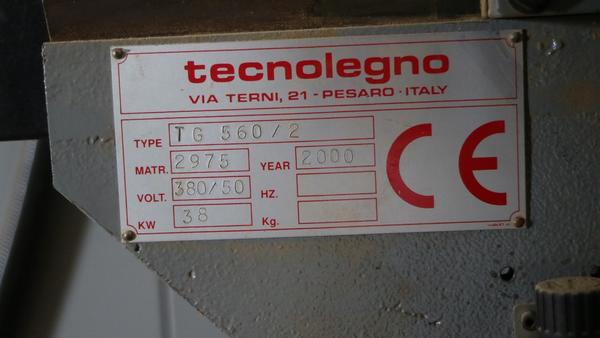 tecnolegno
VIA TERNI, 21 - PESARO - ITALY
TYPE TG 560/2
MATR. 2975 YEAR 2000
VOLT. 380/50 HZ.
KW 38 Kg.
CE